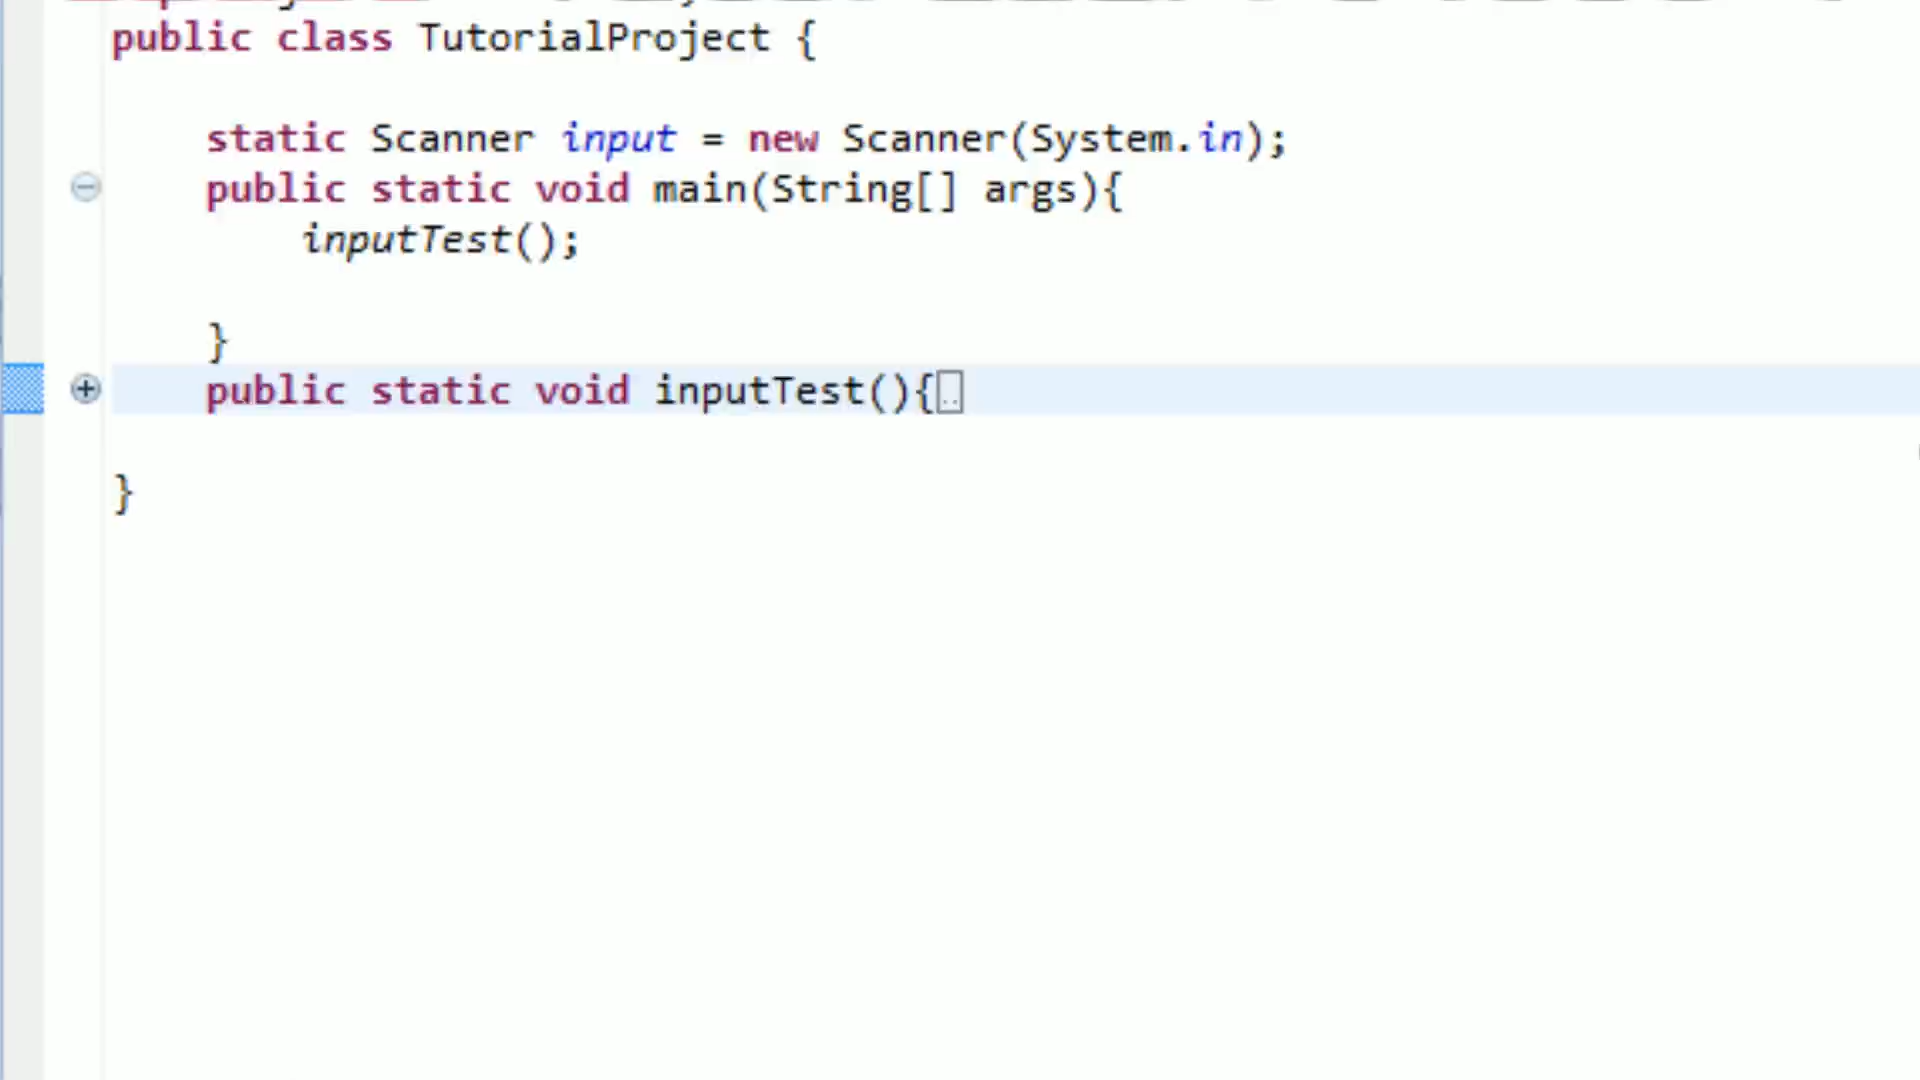 public class TutorialProject {
static Scanner input = new Scanner(System.in);
public static void main(String[] args){
inputTest();
}
public static void inputTest(){
}